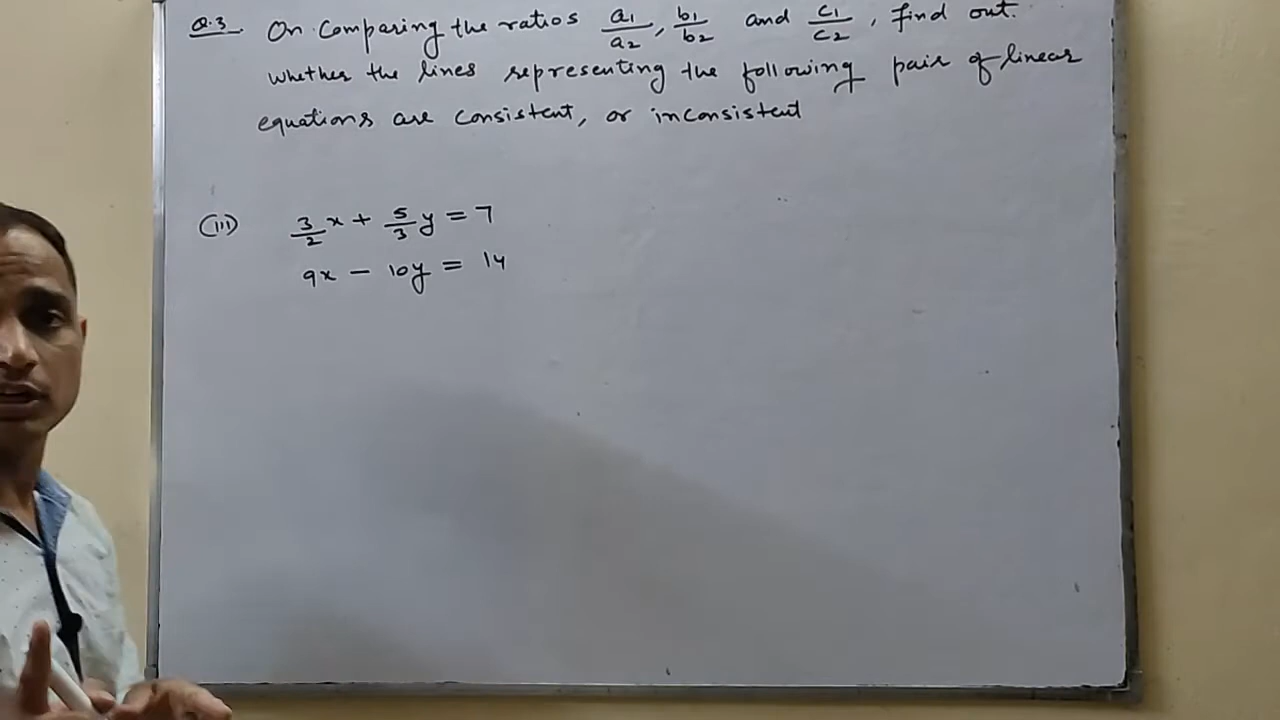 Q.3. On Comparing the ratios a₁/a₂, b₁/b₂ and c₁/c₂, find out.
whether the lines representing the following pair of linear
equations are consistent, or inconsistent
(iii) 3/2 x + 5/3 y = 7
9x - 10y = 14